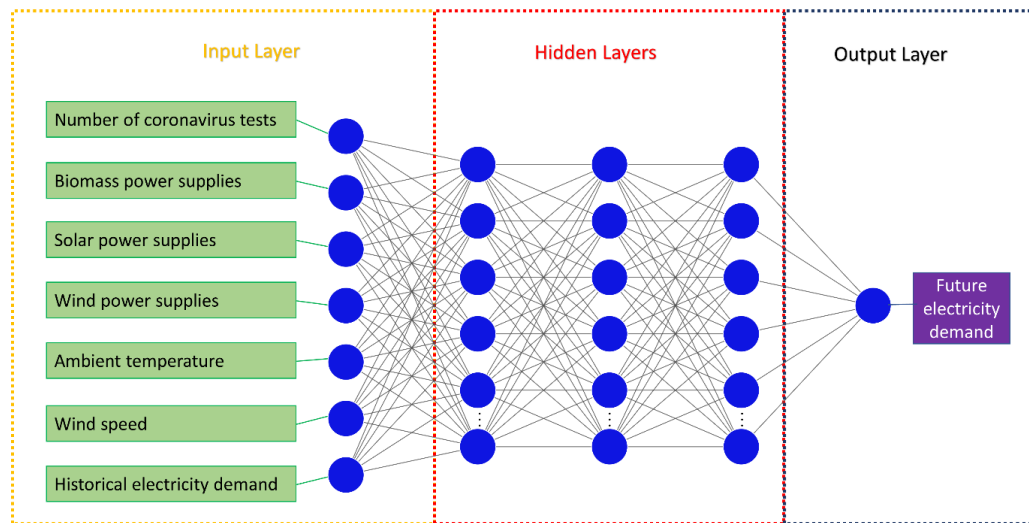 Input Layer
Hidden Layers
Output Layer
Number of coronavirus tests
Biomass power supplies
Solar power supplies
Wind power supplies
Ambient temperature
Wind speed
Historical electricity demand
Future
electricity
demand